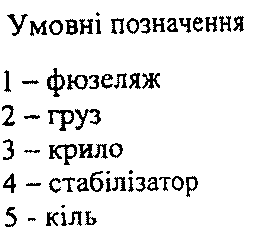 Умовні позначення
1 – фюзеляж
2 – груз
3 – крило
4 – стабілізатор
5 - кіль